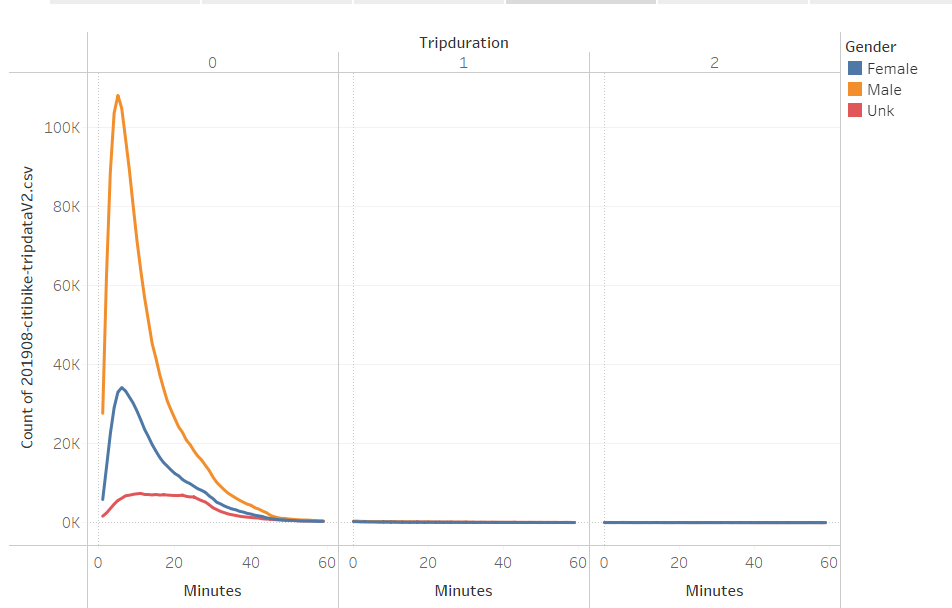 Tripduration
0 1 2
Gender
Female
Male
Unk
Count of 201908-citibike-tripdataV2.csv
100K
80K
60K
40K
20K
0K
0 20 40 60 0 20 40 60 0 20 40 60
Minutes Minutes Minutes